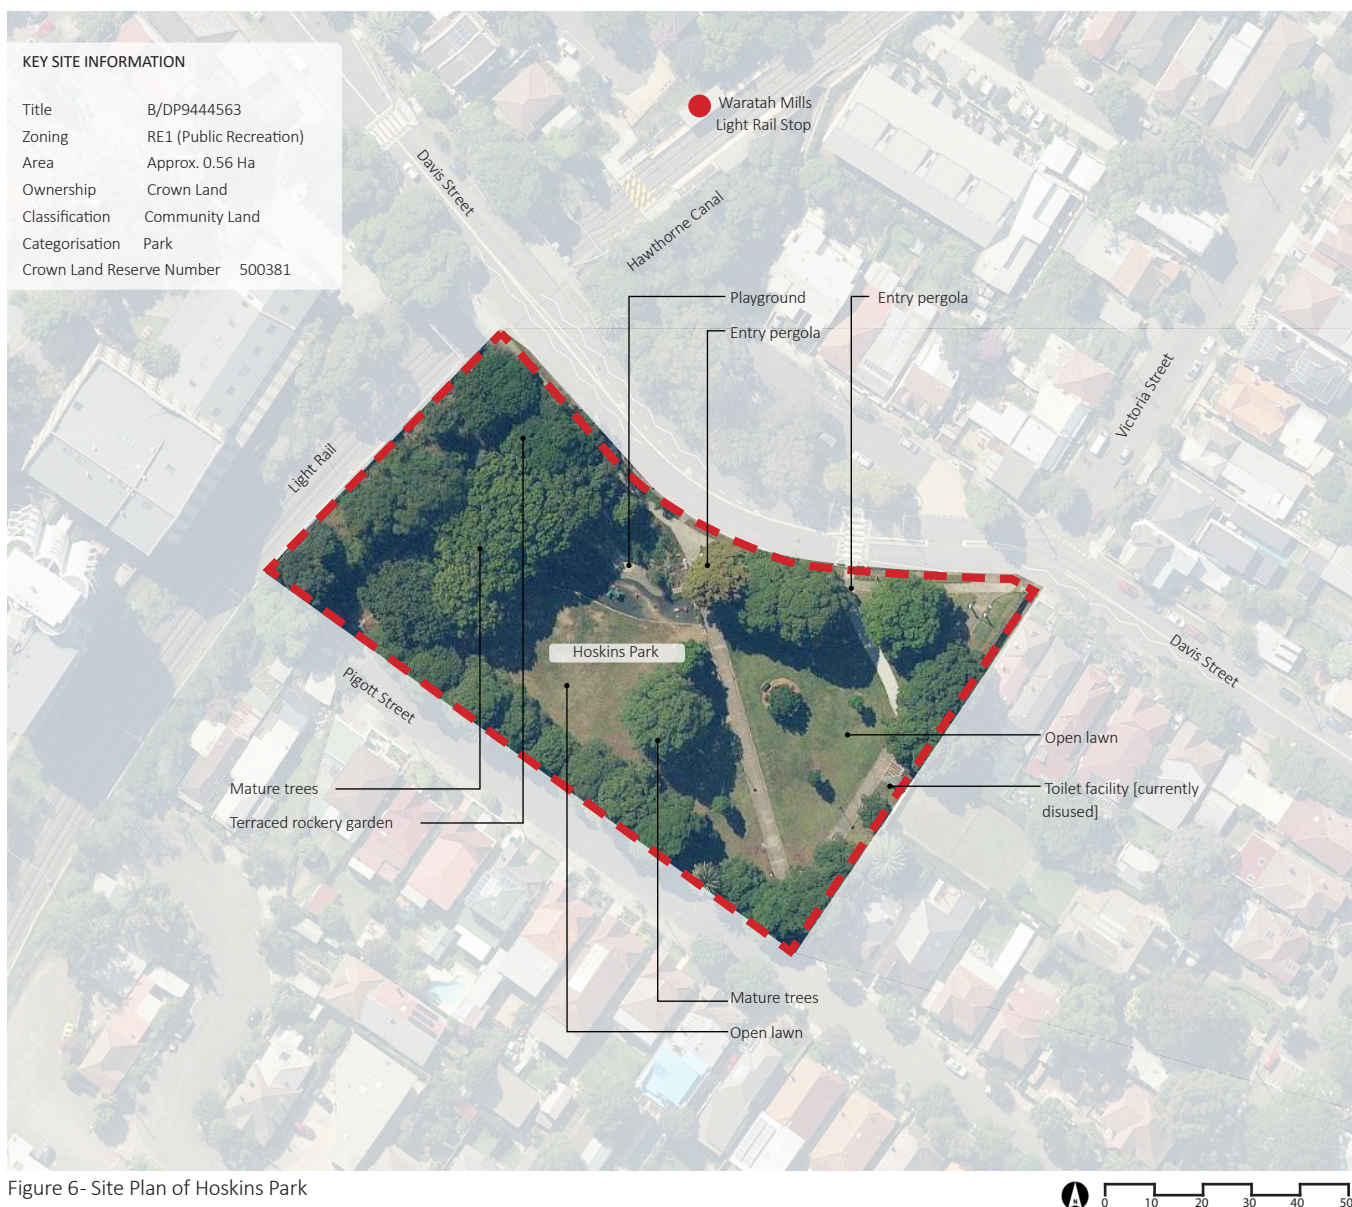 KEY SITE INFORMATION
Title B/DP9444563
Zoning RE1 (Public Recreation)
Area Approx. 0.56 Ha
Ownership Crown Land
Classification Community Land
Categorisation Park
Crown Land Reserve Number 500381
Waratah Mills
Light Rail Stop
Davis Street
Hawthorne Canal
Playground
Entry pergola
Entry pergola
Victoria Street
Light Rail
Hoskins Park
Pigott Street
Davis Street
Open lawn
Mature trees
Toilet facility [currently
disused]
Terraced rockery garden
Mature trees
Open lawn
Figure 6- Site Plan of Hoskins Park
N
0 10 20 30 40 50